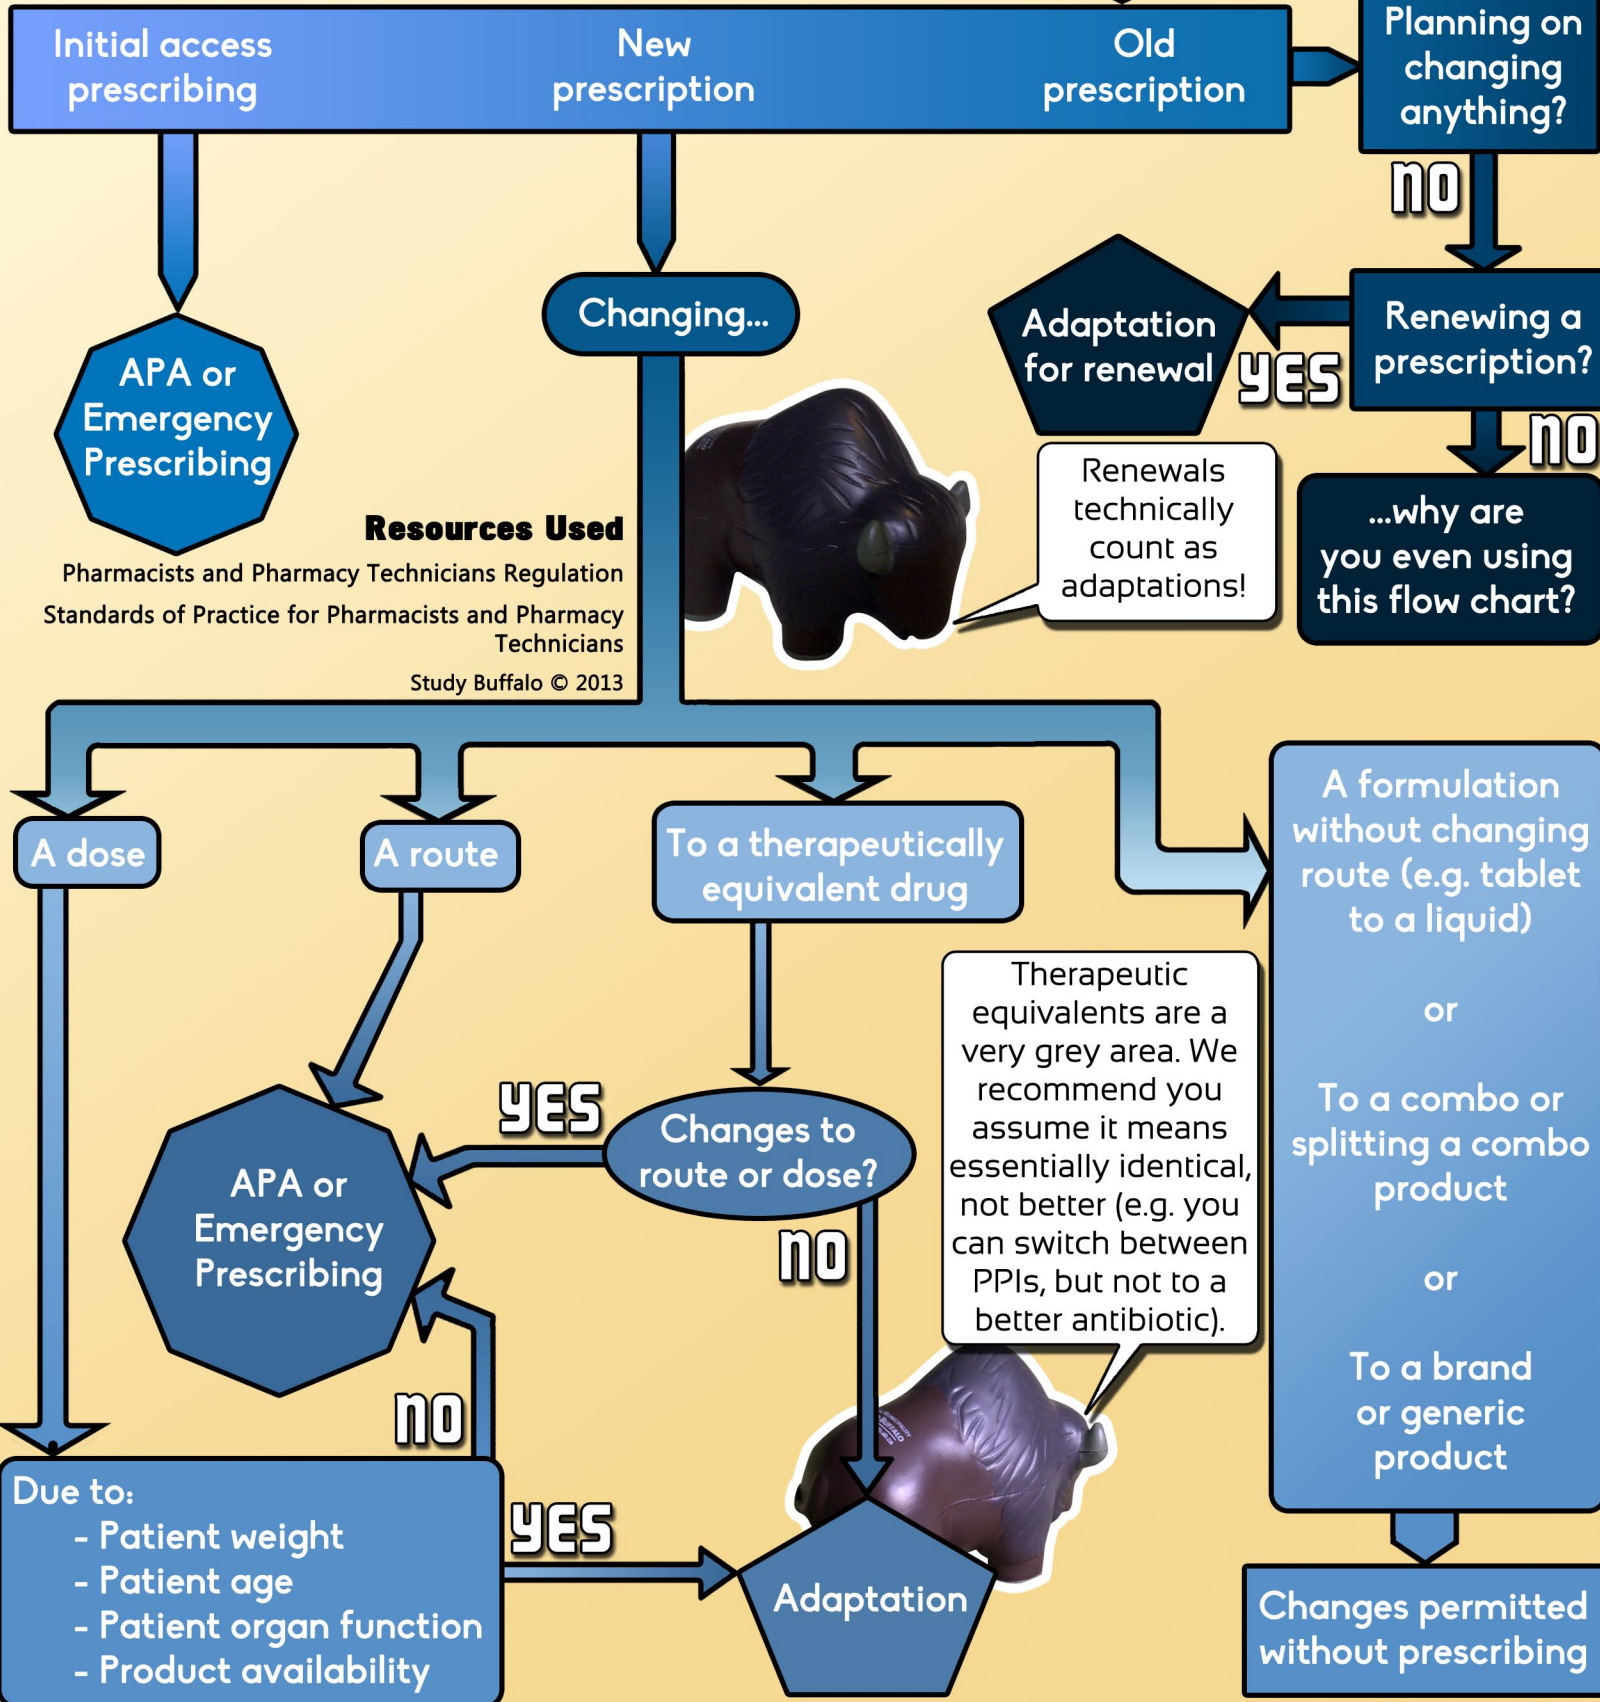 Initial access
prescribing
New
prescription
Old
prescription
Planning on
changing
anything?
NO
Changing...
Adaptation
for renewal
YES
Renewing a
prescription?
NO
APA or
Emergency
Prescribing
Renewals
technically
count as
adaptations!
...why are
you even using
this flow chart?
Resources Used
Pharmacists and Pharmacy Technicians Regulation
Standards of Practice for Pharmacists and Pharmacy
Technicians
Study Buffalo © 2013
A dose
A route
To a therapeutically
equivalent drug
A formulation
without changing
route (e.g. tablet
to a liquid)
or
To a combo or
splitting a combo
product
or
To a brand
or generic
product
Therapeutic
equivalents are a
very grey area. We
recommend you
assume it means
essentially identical,
not better (e.g. you
can switch between
PPIs, but not to a
better antibiotic).
YES
Changes to
route or dose?
NO
APA or
Emergency
Prescribing
NO
Due to:
- Patient weight
- Patient age
- Patient organ function
- Product availability
YES
Adaptation
Changes permitted
without prescribing